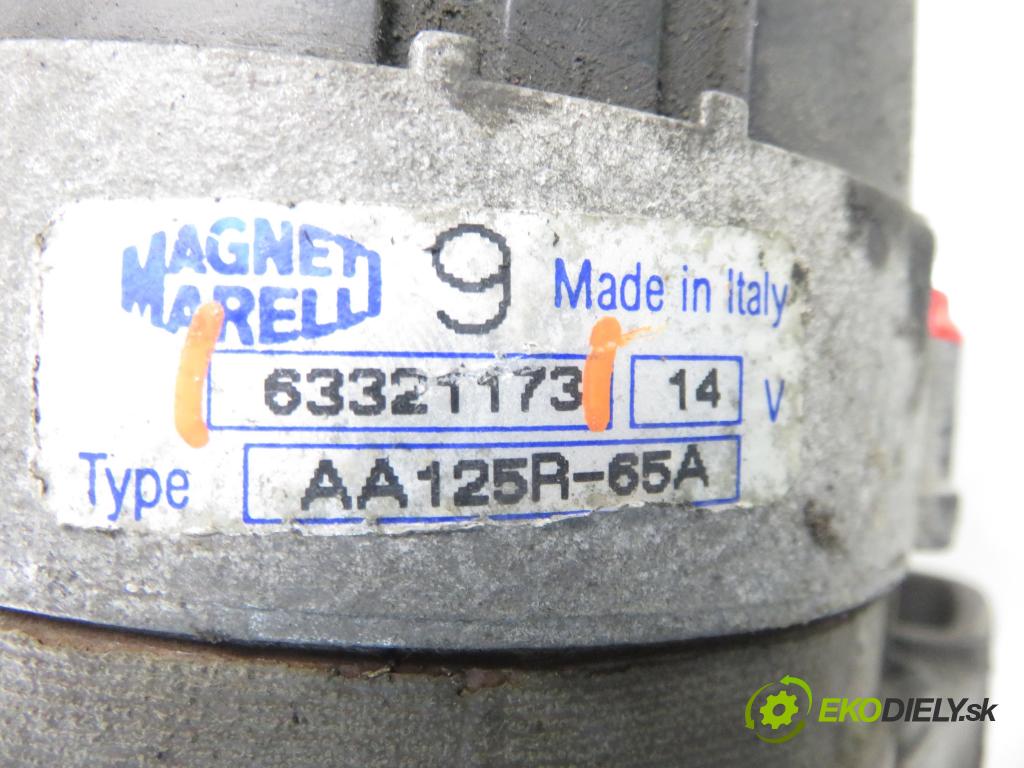 MAGNETI
MARELLI
9
Made in Italy
63321173
14 V
Type AA125R-65A
EKODIELY.sk